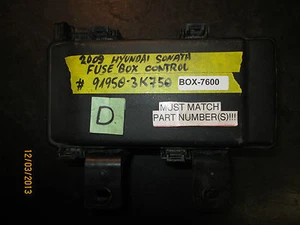 2009 HYUNDAI SONATA
FUSE BOX CONTROL
# 91950-3K750
BOX-7600
D
MUST MATCH
PART NUMBER(S)!!!
12/03/2013